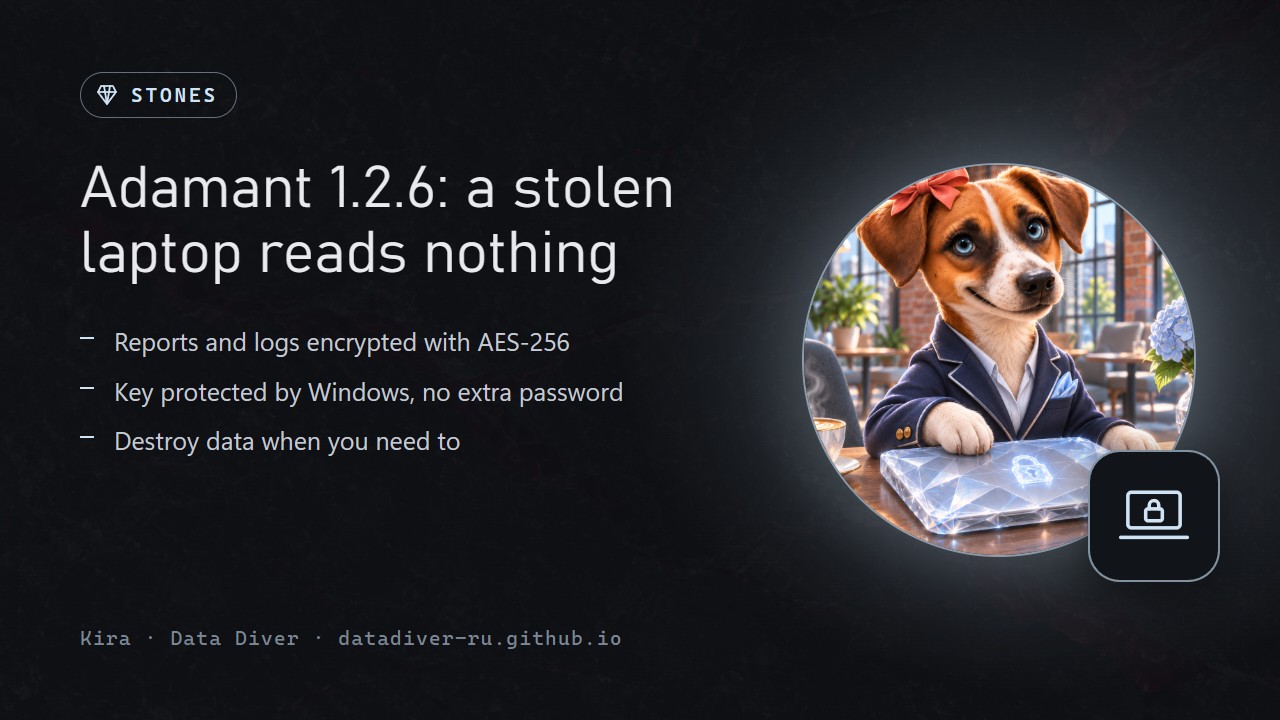 STONES
Adamant 1.2.6: a stolen
laptop reads nothing
Reports and logs encrypted with AES-256
Key protected by Windows, no extra password
Destroy data when you need to
Kira · Data Diver · datadiver-ru.github.io